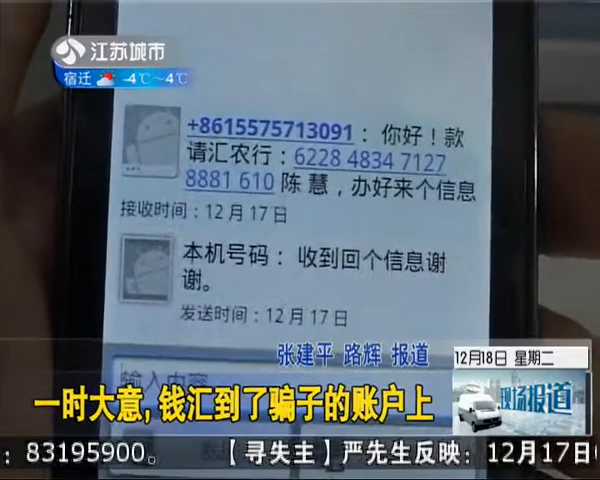 江苏城市
宿迁 -4℃~4℃
+8615575713091：你好！款
请汇农行：6228 4834 7127
8881 610 陈 慧，办好来个信息
接收时间：12月17日
本机号码： 收到回个信息谢
谢。
发送时间：12月17日
输入内容
张建平 路辉 报道
12月18日 星期二
一时大意,钱汇到了骗子的账户上
现场报道
：83195900。 【寻失主】严先生反映：12月17日